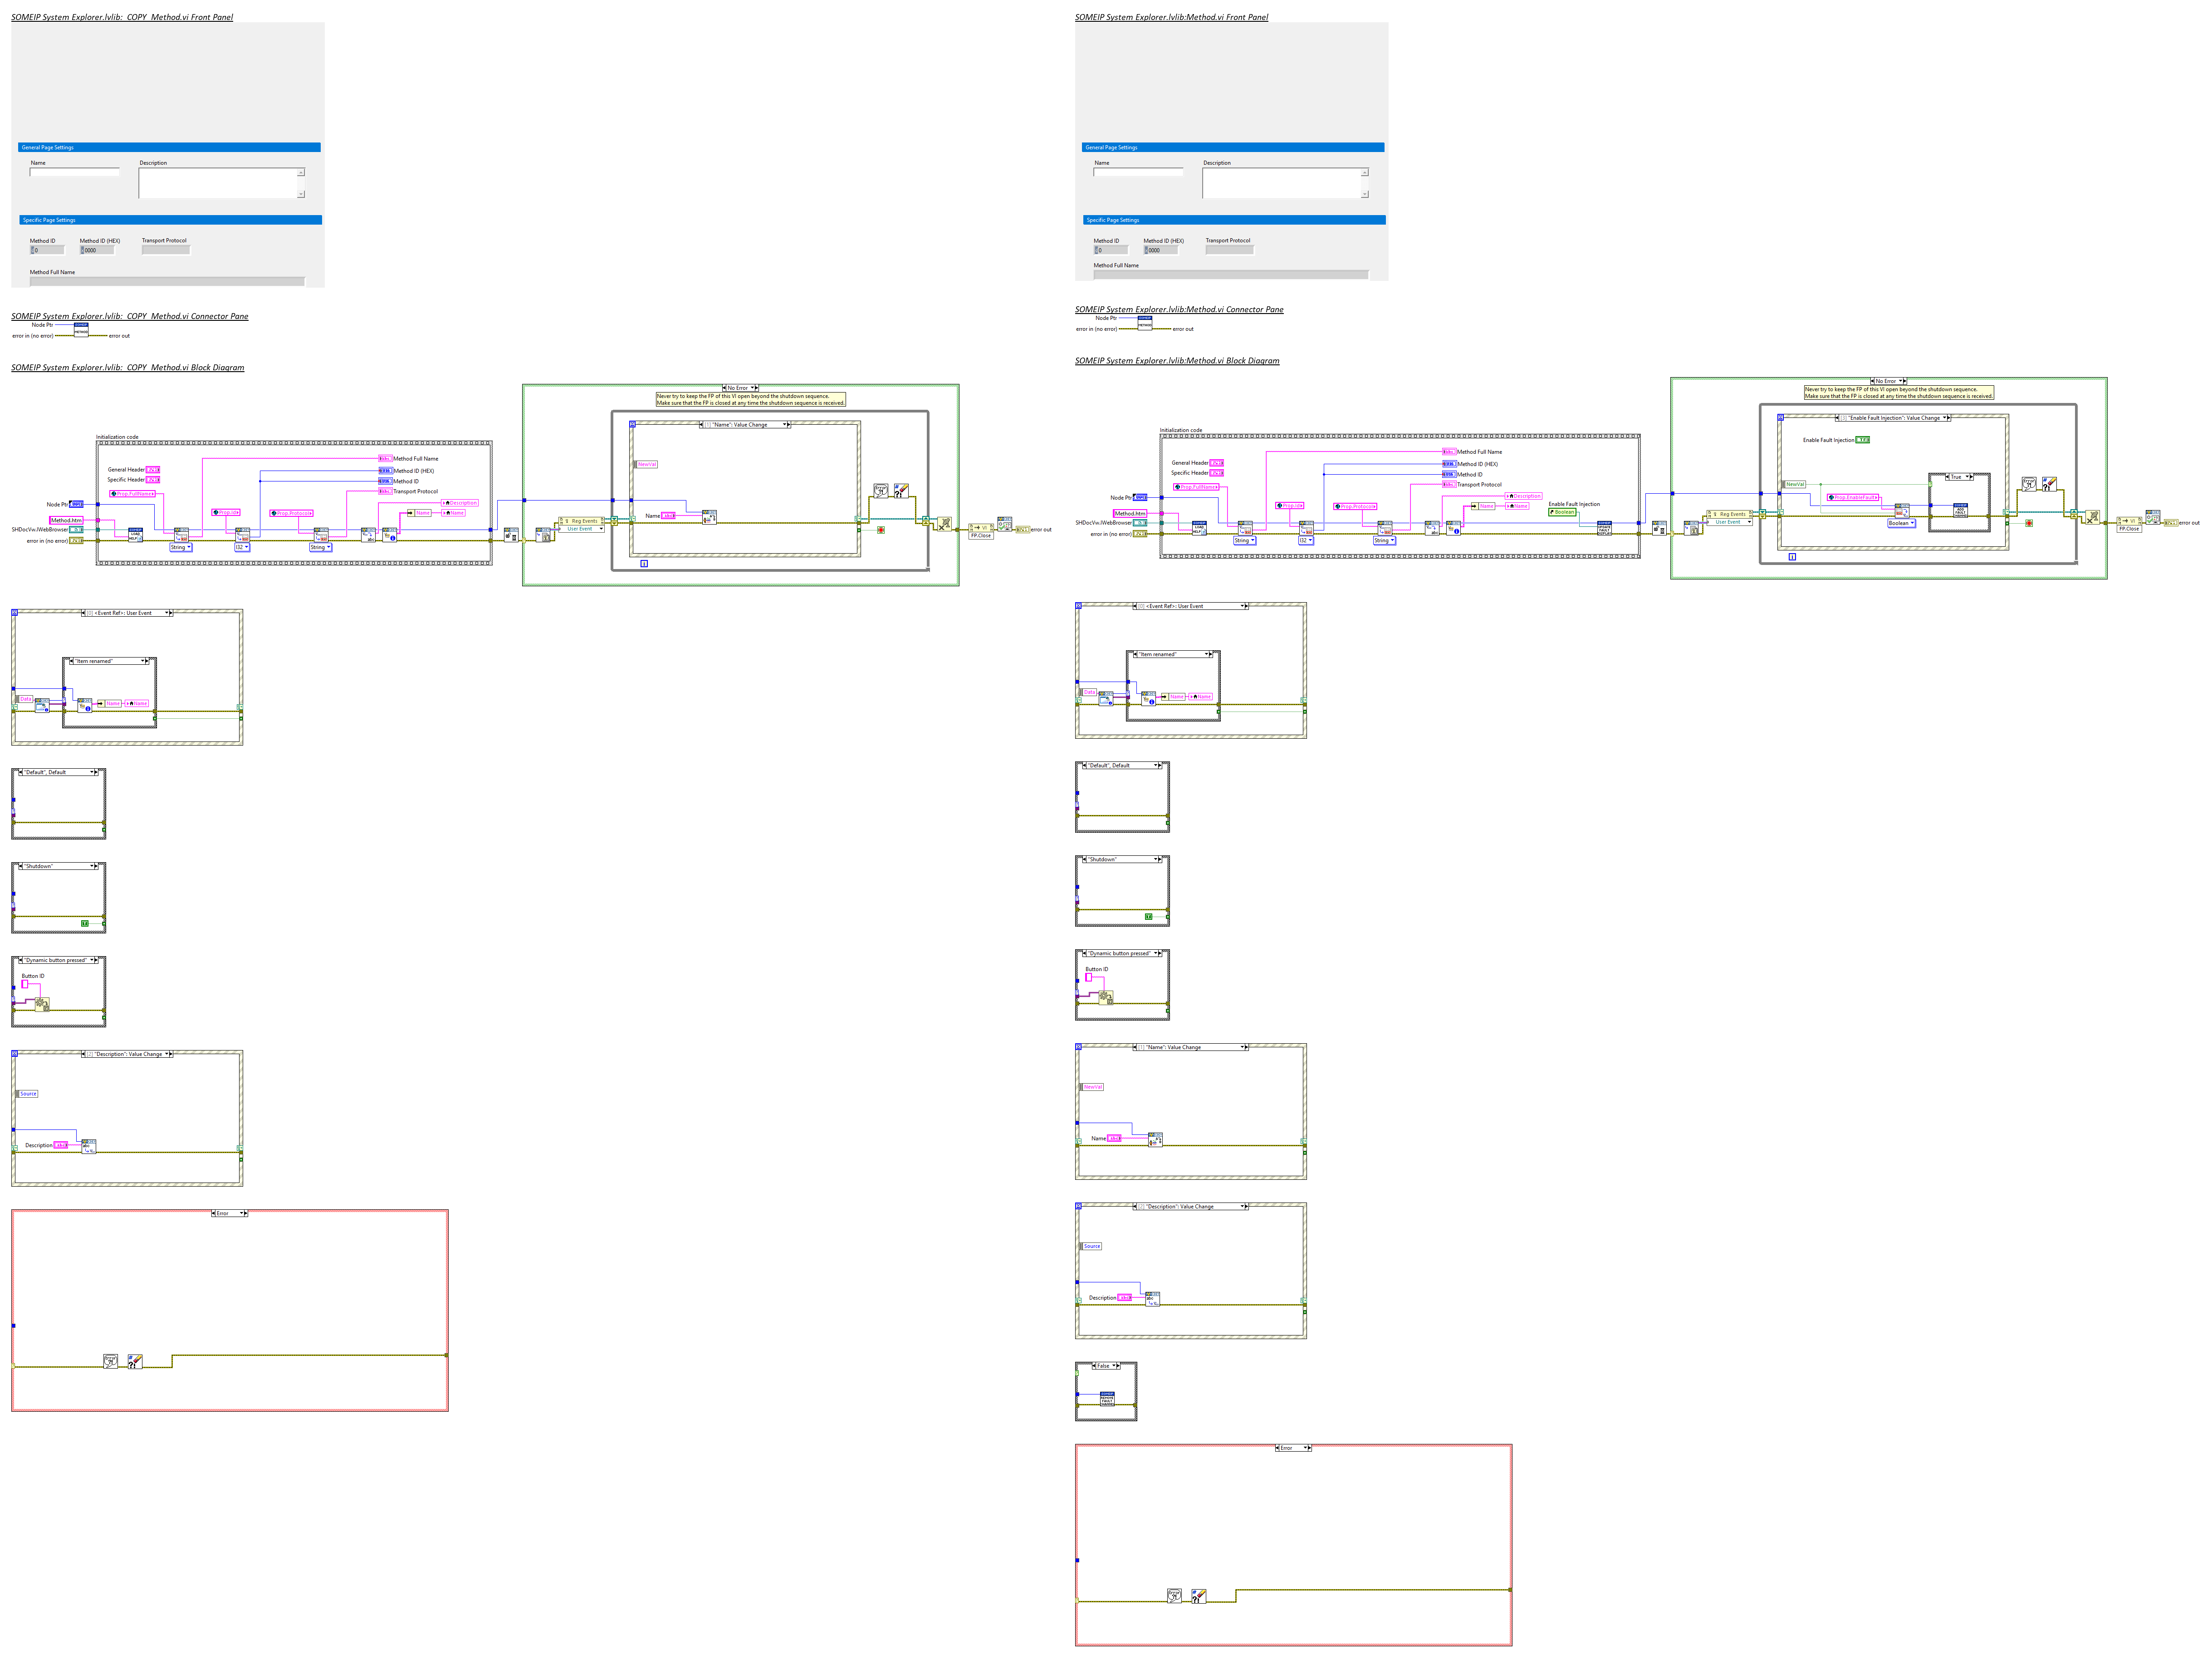 SOMEIP System Explorer.lvlib:_COPY_Method.vi Front Panel
General Page Settings
Name
Description
Specific Page Settings
Method ID
Method ID (HEX)
Transport Protocol
0
0000
Method Full Name
SOMEIP System Explorer.lvlib:_COPY_Method.vi Connector Pane
Node Ptr
error in (no error)
error out
SOMEIP System Explorer.lvlib:_COPY_Method.vi Block Diagram
No Error
Never try to keep the FP of this VI open beyond the shutdown sequence.
Make sure that the FP is closed at any time the shutdown sequence is received.
[1] "Name": Value Change
Initialization code
General Header
Specific Header
Prop.FullName
Method Full Name
Method ID (HEX)
Method ID
Transport Protocol
NewVal
Node Ptr
Method.htm
SHDocVw.IWebBrowser
error in (no error)
Prop.Id
Prop.Protocol
Description
Name
Name
String
I32
String
Reg Events
User Event
Name
FP.Close
error out
[0] <Event Ref>: User Event
"Item renamed"
Data
Name
Name
"Default", Default
"Shutdown"
"Dynamic button pressed"
Button ID
[2] "Description": Value Change
Source
Description
Error
SOMEIP System Explorer.lvlib:Method.vi Front Panel
General Page Settings
Name
Description
Specific Page Settings
Method ID
Method ID (HEX)
Transport Protocol
0
0000
Method Full Name
SOMEIP System Explorer.lvlib:Method.vi Connector Pane
Node Ptr
error in (no error)
error out
SOMEIP System Explorer.lvlib:Method.vi Block Diagram
No Error
Never try to keep the FP of this VI open beyond the shutdown sequence.
Make sure that the FP is closed at any time the shutdown sequence is received.
[3] "Enable Fault Injection": Value Change
Enable Fault Injection
Initialization code
General Header
Specific Header
Prop.FullName
Method Full Name
Method ID (HEX)
Method ID
Transport Protocol
Node Ptr
Method.htm
SHDocVw.IWebBrowser
error in (no error)
Prop.Id
Prop.Protocol
Description
Name
Name
Enable Fault Injection
Boolean
String
I32
String
Reg Events
User Event
NewVal
Prop.EnableFault
Boolean
True
FP.Close
error out
[0] <Event Ref>: User Event
"Item renamed"
Data
Name
Name
"Default", Default
"Shutdown"
"Dynamic button pressed"
Button ID
[1] "Name": Value Change
NewVal
Name
[2] "Description": Value Change
Source
Description
False
Error